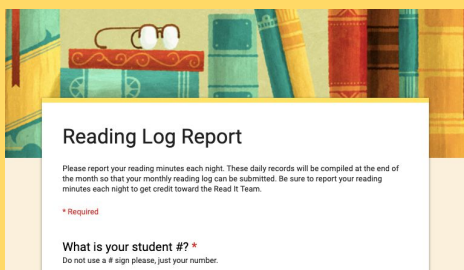 Reading Log Report
Please report your reading minutes each night. These daily records will be compiled at the end of
the month so that your monthly reading log can be submitted. Be sure to report your reading
minutes each night to get credit toward the Read It Team.
* Required
What is your student #? *
Do not use a # sign please, just your number.